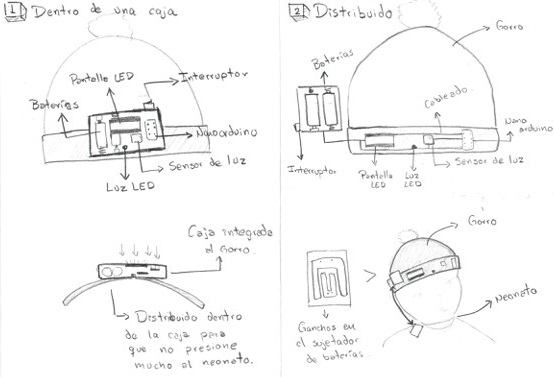 1 Dentro de una caja
Pantalla LED
Interruptor
Baterías
Nanoarduino
Sensor de luz
Luz LED
Caja integrada
al Gorro.
Distribuido dentro
de la caja para
que no presione
mucho al neonato.
2 Distribuido
Gorro
Baterías
Cableado
Nano
arduino
Interruptor
Pantalla
LED
Luz
LED
Sensor de luz
Gorro
Neonato
Ganchos en
el sujetador
de baterías.